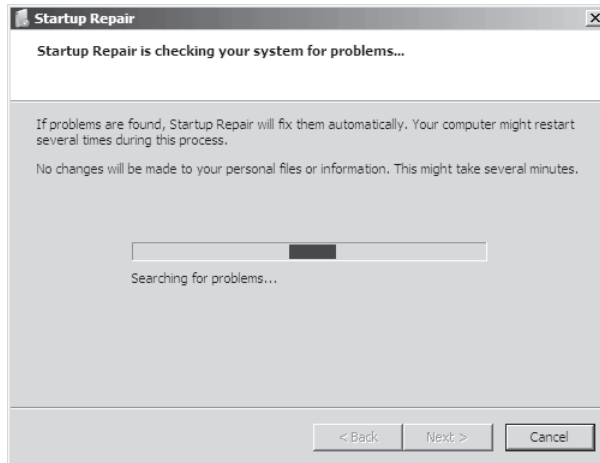 Startup Repair
Startup Repair is checking your system for problems...
If problems are found, Startup Repair will fix them automatically. Your computer might restart
several times during this process.
No changes will be made to your personal files or information. This might take several minutes.
Searching for problems...
< Back Next > Cancel